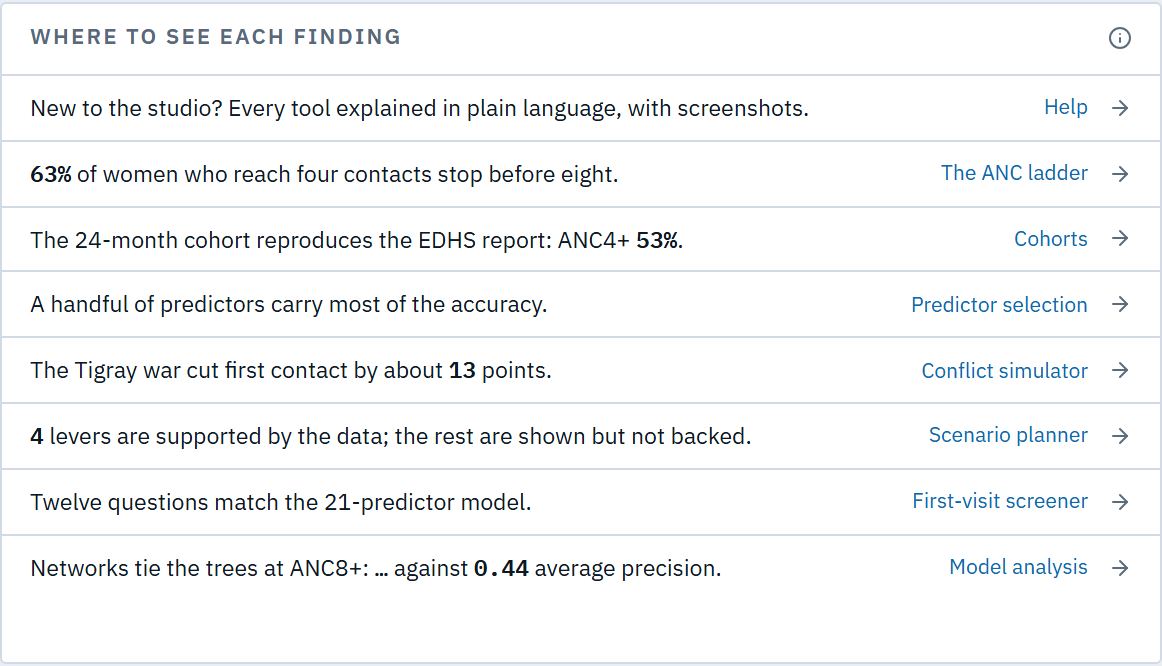 WHERE TO SEE EACH FINDING
New to the studio? Every tool explained in plain language, with screenshots. Help →
63% of women who reach four contacts stop before eight. The ANC ladder →
The 24-month cohort reproduces the EDHS report: ANC4+ 53%. Cohorts →
A handful of predictors carry most of the accuracy. Predictor selection →
The Tigray war cut first contact by about 13 points. Conflict simulator →
4 levers are supported by the data; the rest are shown but not backed. Scenario planner →
Twelve questions match the 21-predictor model. First-visit screener →
Networks tie the trees at ANC8+: … against 0.44 average precision. Model analysis →